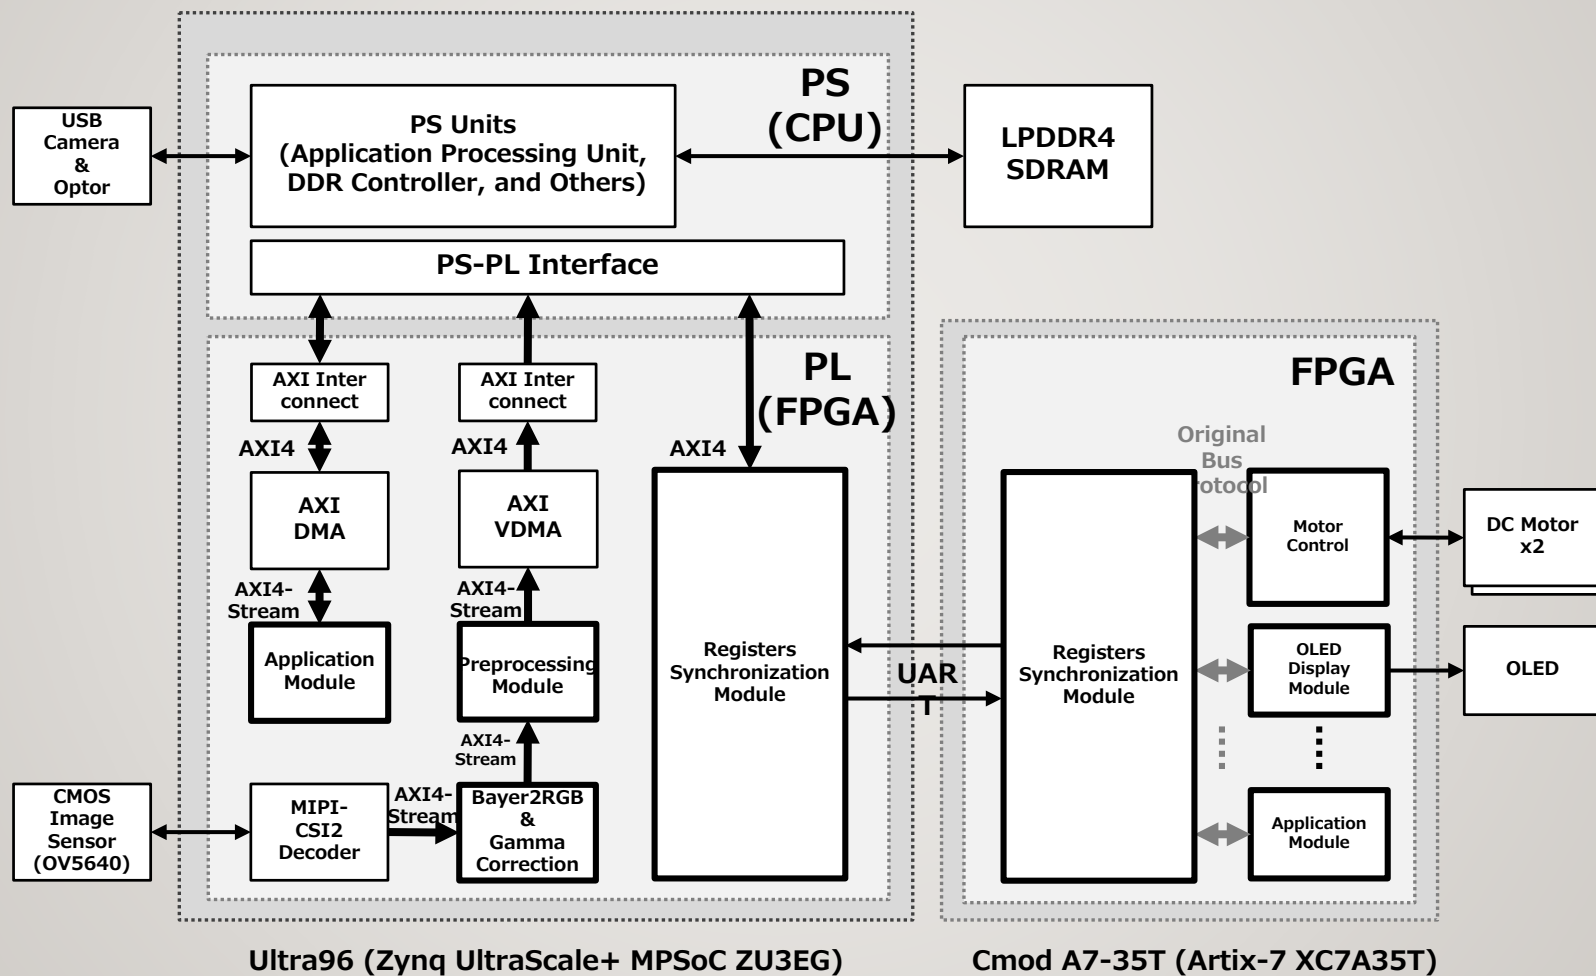 PS
(CPU)
USB
Camera
&
Optor
PS Units
(Application Processing Unit,
DDR Controller, and Others)
LPDDR4
SDRAM
PS-PL Interface
PL
(FPGA)
AXI Inter
connect
AXI Inter
connect
AXI4
AXI4
AXI4
AXI
DMA
AXI
VDMA
AXI4-
Stream
AXI4-
Stream
Application
Module
Preprocessing
Module
Registers
Synchronization
Module
AXI4-
Stream
CMOS
Image
Sensor
(OV5640)
MIPI-
CSI2
Decoder
AXI4-
Stream
Bayer2RGB
&
Gamma
Correction
UAR
T
FPGA
Original
Bus
rotocol
Registers
Synchronization
Module
Motor
Control
DC Motor
x2
OLED
Display
Module
OLED
Application
Module
Ultra96 (Zynq UltraScale+ MPSoC ZU3EG)
Cmod A7-35T (Artix-7 XC7A35T)